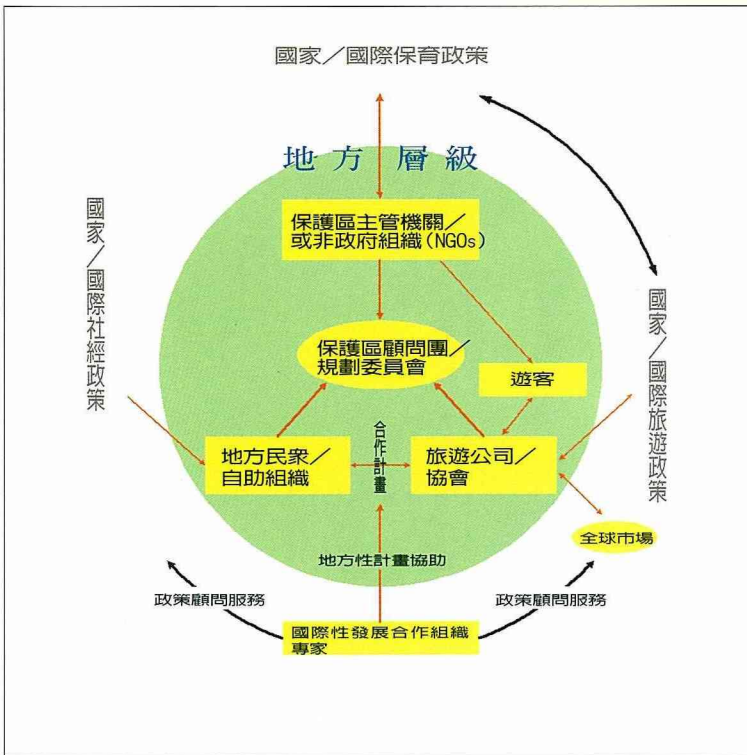 國家／國際保育政策
地方 層級
國家／國際社經政策
保護區主管機關／
或非政府組織(NGOs)
國家／國際旅遊政策
保護區顧問團／
規劃委員會
遊客
合作計畫
地方民衆／
自助組織
旅遊公司／
協會
全球市場
地方性計畫協助
政策顧問服務
政策顧問服務
國際性發展合作組織
專家